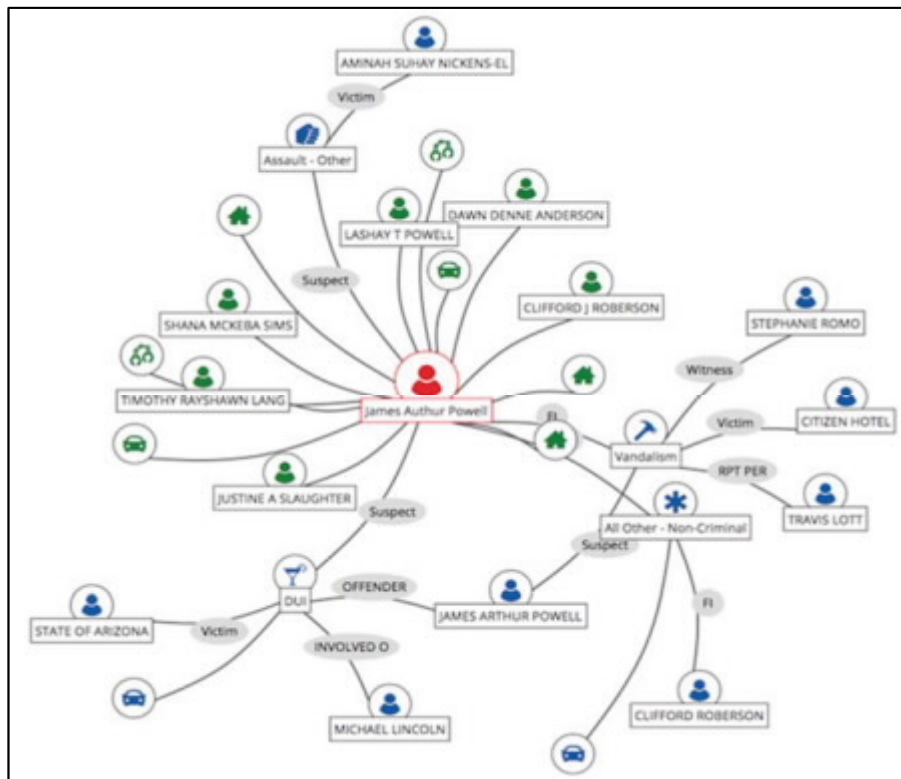 AMINAH SUHAY NICKENS-EL
Victim
Assault - Other
DAWN DENNE ANDERSON
LASHAY T POWELL
Suspect
CLIFFORD J ROBERSON
SHANA MCKEBA SIMS
STEPHANIE ROMO
Witness
TIMOTHY RAYSHAWN LANG
James Authur Powell
FI
Victim
CITIZEN HOTEL
Vandalism
RPT PER
JUSTINE A SLAUGHTER
Suspect
TRAVIS LOTT
All Other - Non-Criminal
Suspect
OFFENDER
DUI
JAMES ARTHUR POWELL
FI
STATE OF ARIZONA
Victim
INVOLVED O
MICHAEL LINCOLN
CLIFFORD ROBERSON